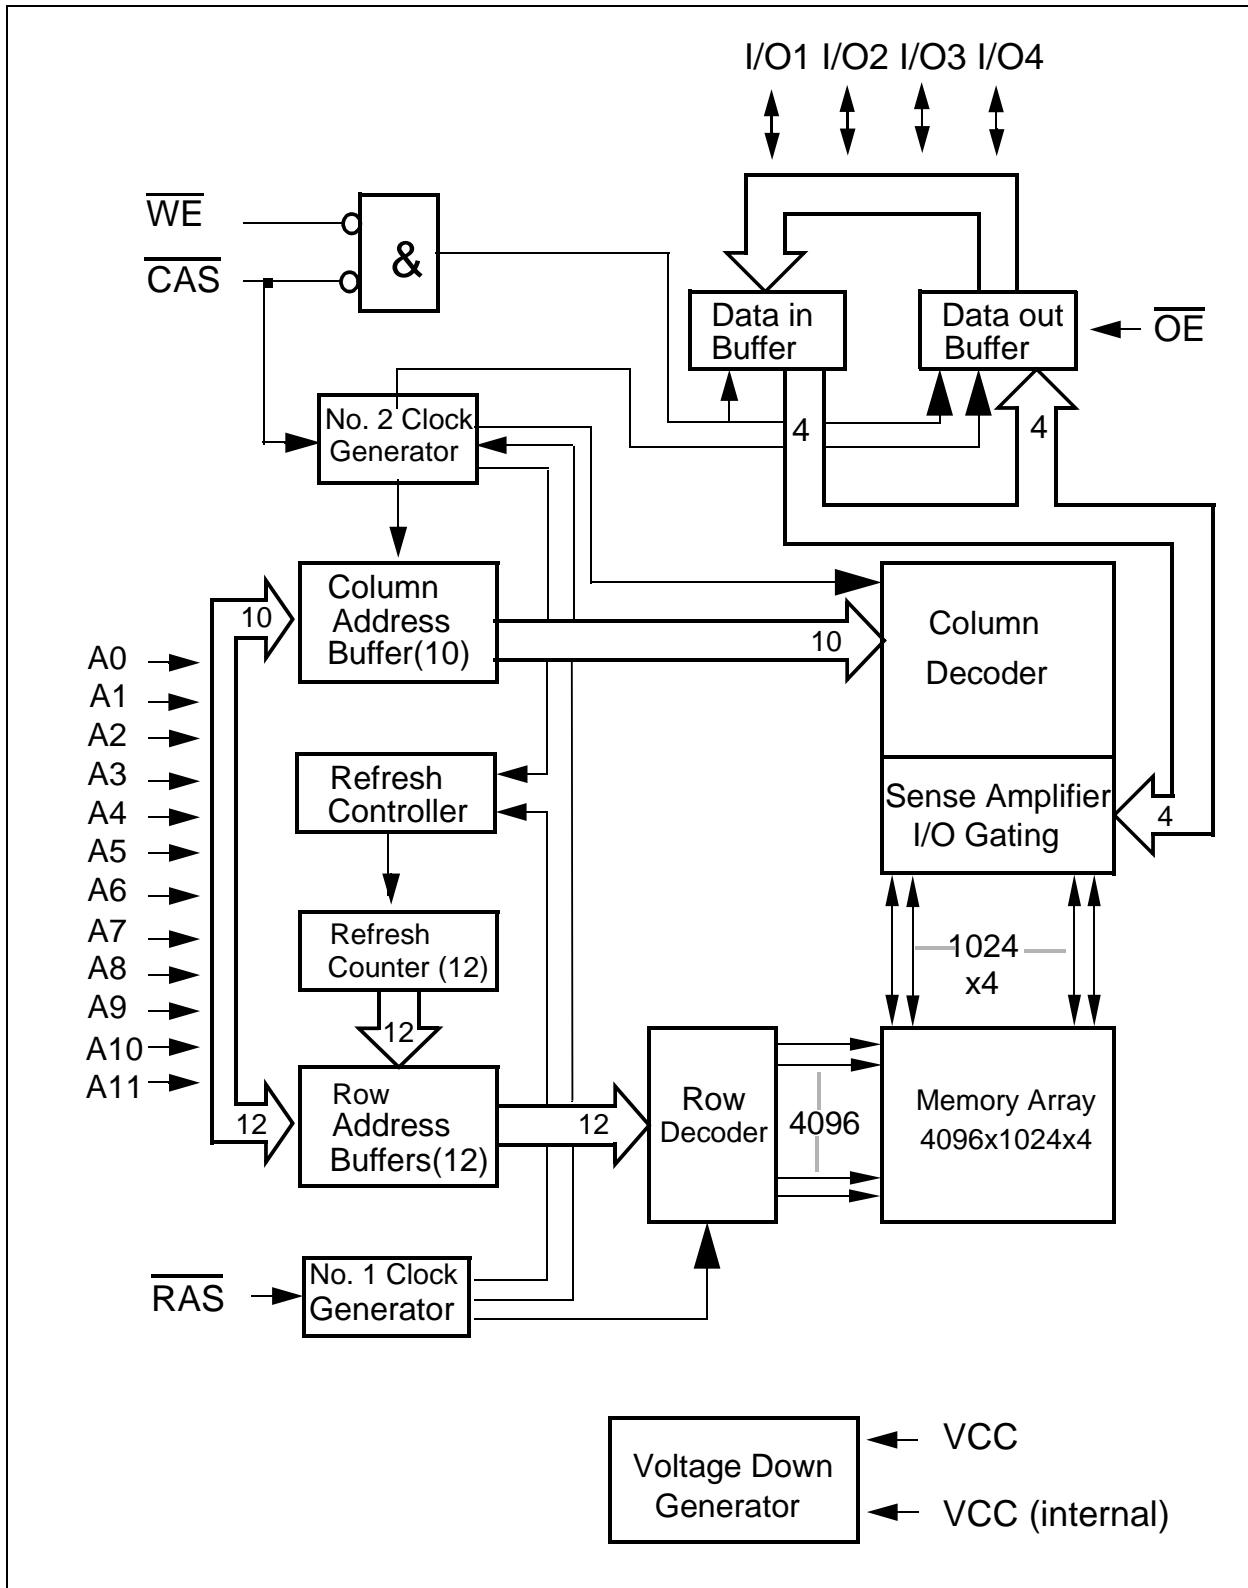 I/O1 I/O2 I/O3 I/O4
WE
CAS
&
Data in
Buffer
Data out
Buffer
OE
No. 2 Clock
Generator
4
4
Column
Address
Buffer(10)
10
10
Column
Decoder
A0
A1
A2
A3
A4
A5
A6
A7
A8
A9
A10
A11
Refresh
Controller
Sense Amplifier
I/O Gating
4
Refresh
Counter (12)
1024
x4
12
12
Row
Address
Buffers(12)
12
Row
Decoder
4096
Memory Array
4096x1024x4
RAS
No. 1 Clock
Generator
Voltage Down
Generator
VCC
VCC (internal)